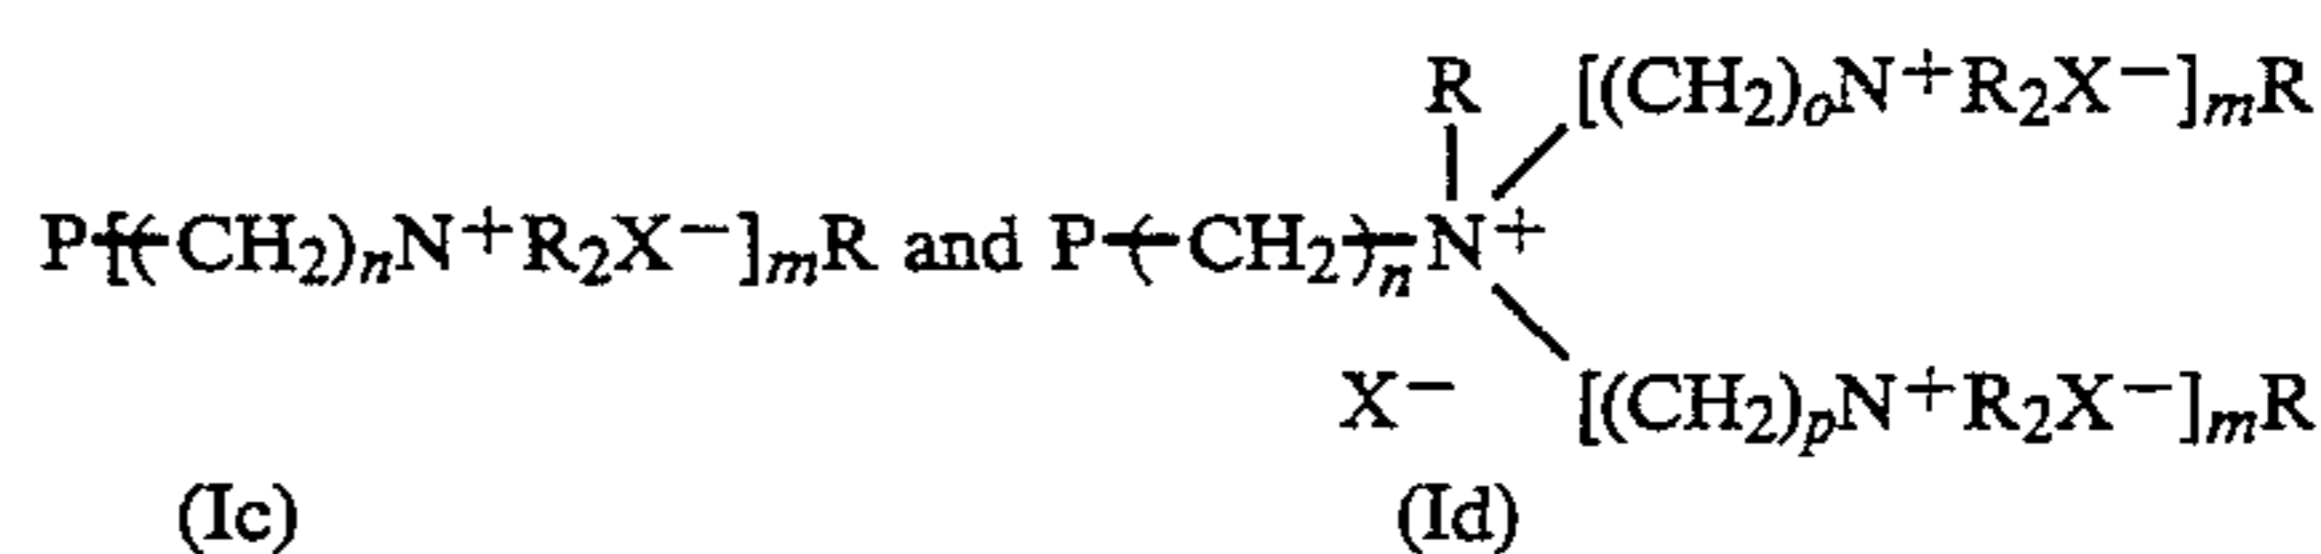 R [(CH₂)ₒN⁺R₂X⁻]ₘR
P[(CH₂)ₙN⁺R₂X⁻]ₘR and P(CH₂)ₙN⁺
X⁻ [(CH₂)ₚN⁺R₂X⁻]ₘR
(Ic) (Id)